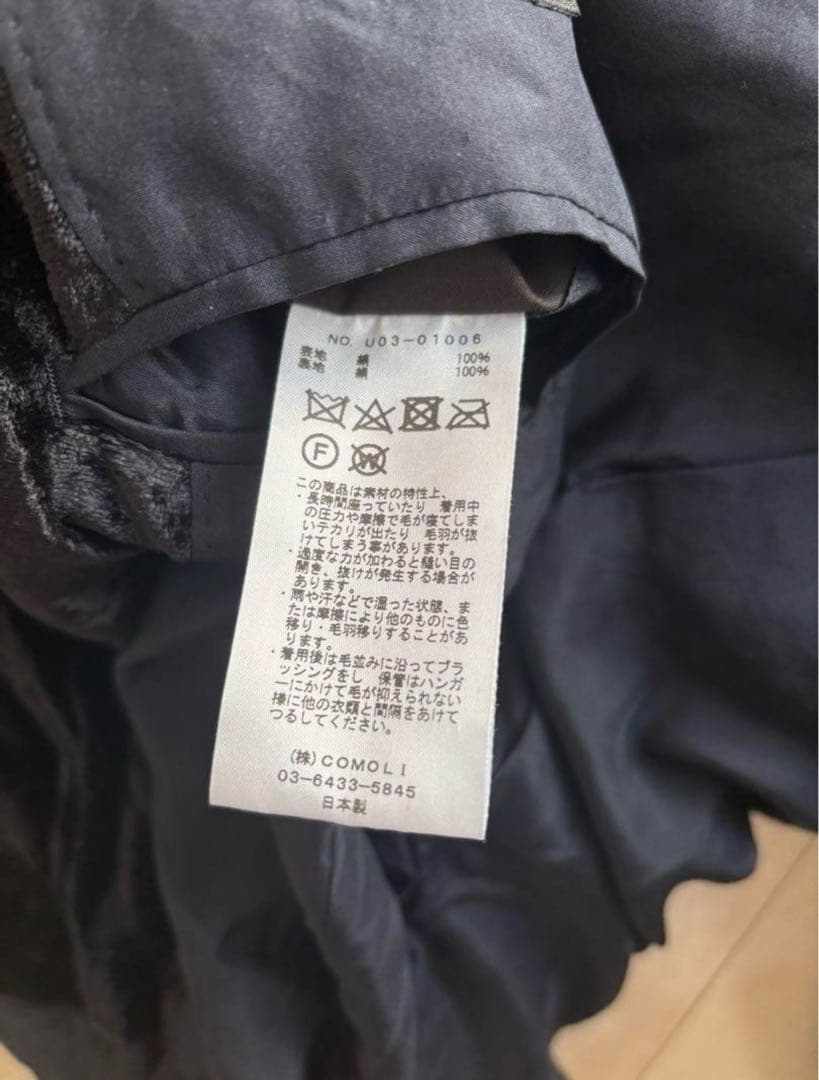 NO. U03-01006
表地 絹 100%
表地 絹 100%
F
W
この商品は素材の特性上、
・長時間座っていたり 着用中
の圧力や摩擦で毛が寝てしま
いテカリが出たり 毛羽が抜
けてしまう事があります。
・過度な力が加わると縫い目の
開き、抜けが発生する場合が
あります。
・雨や汗などで湿った状態、ま
たは摩擦により他のものに色
移り・毛羽移りすることがあ
ります。
・着用後は毛並みに沿ってブラ
ッシングをし 保管はハンガ
ーにかけて毛が抑えられない
様に他の衣類と間隔をあけて
つるしてください。
(株)COMOLI
03-6433-5845
日本製